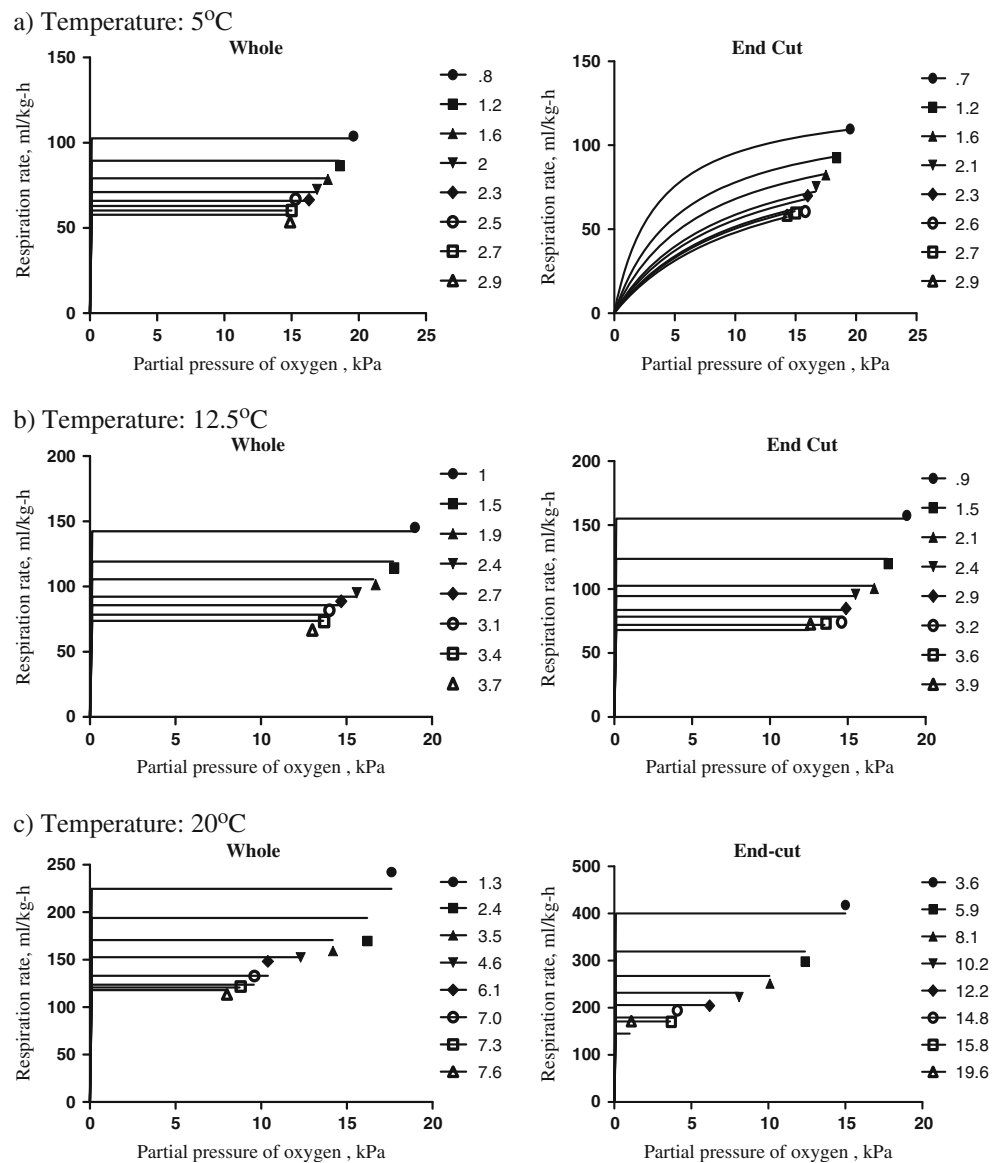 a) Temperature: 5°C
Whole
Respiration rate, ml/kg-h
150
100
50
0
0 5 10 15 20 25
Partial pressure of oxygen , kPa
.8
1.2
1.6
2
2.3
2.5
2.7
2.9
End Cut
Respiration rate, ml/kg-h
150
100
50
0
0 5 10 15 20 25
Partial pressure of oxygen , kPa
.7
1.2
1.6
2.1
2.3
2.6
2.7
2.9
b) Temperature: 12.5°C
Whole
Respiration rate, ml/kg-h
200
150
100
50
0
0 5 10 15 20
Partial pressure of oxygen , kPa
1
1.5
1.9
2.4
2.7
3.1
3.4
3.7
End Cut
Respiration rate, ml/kg-h
200
150
100
50
0
0 5 10 15 20
Partial pressure of oxygen , kPa
.9
1.5
2.1
2.4
2.9
3.2
3.6
3.9
c) Temperature: 20°C
Whole
Respiration rate, ml/kg-h
250
200
150
100
50
0
0 5 10 15 20
Partial pressure of oxygen , kPa
1.3
2.4
3.5
4.6
6.1
7.0
7.3
7.6
End-cut
Respiration rate, ml/kg-h
500
400
300
200
100
0
0 5 10 15 20
Partial pressure of oxygen , kPa
3.6
5.9
8.1
10.2
12.2
14.8
15.8
19.6